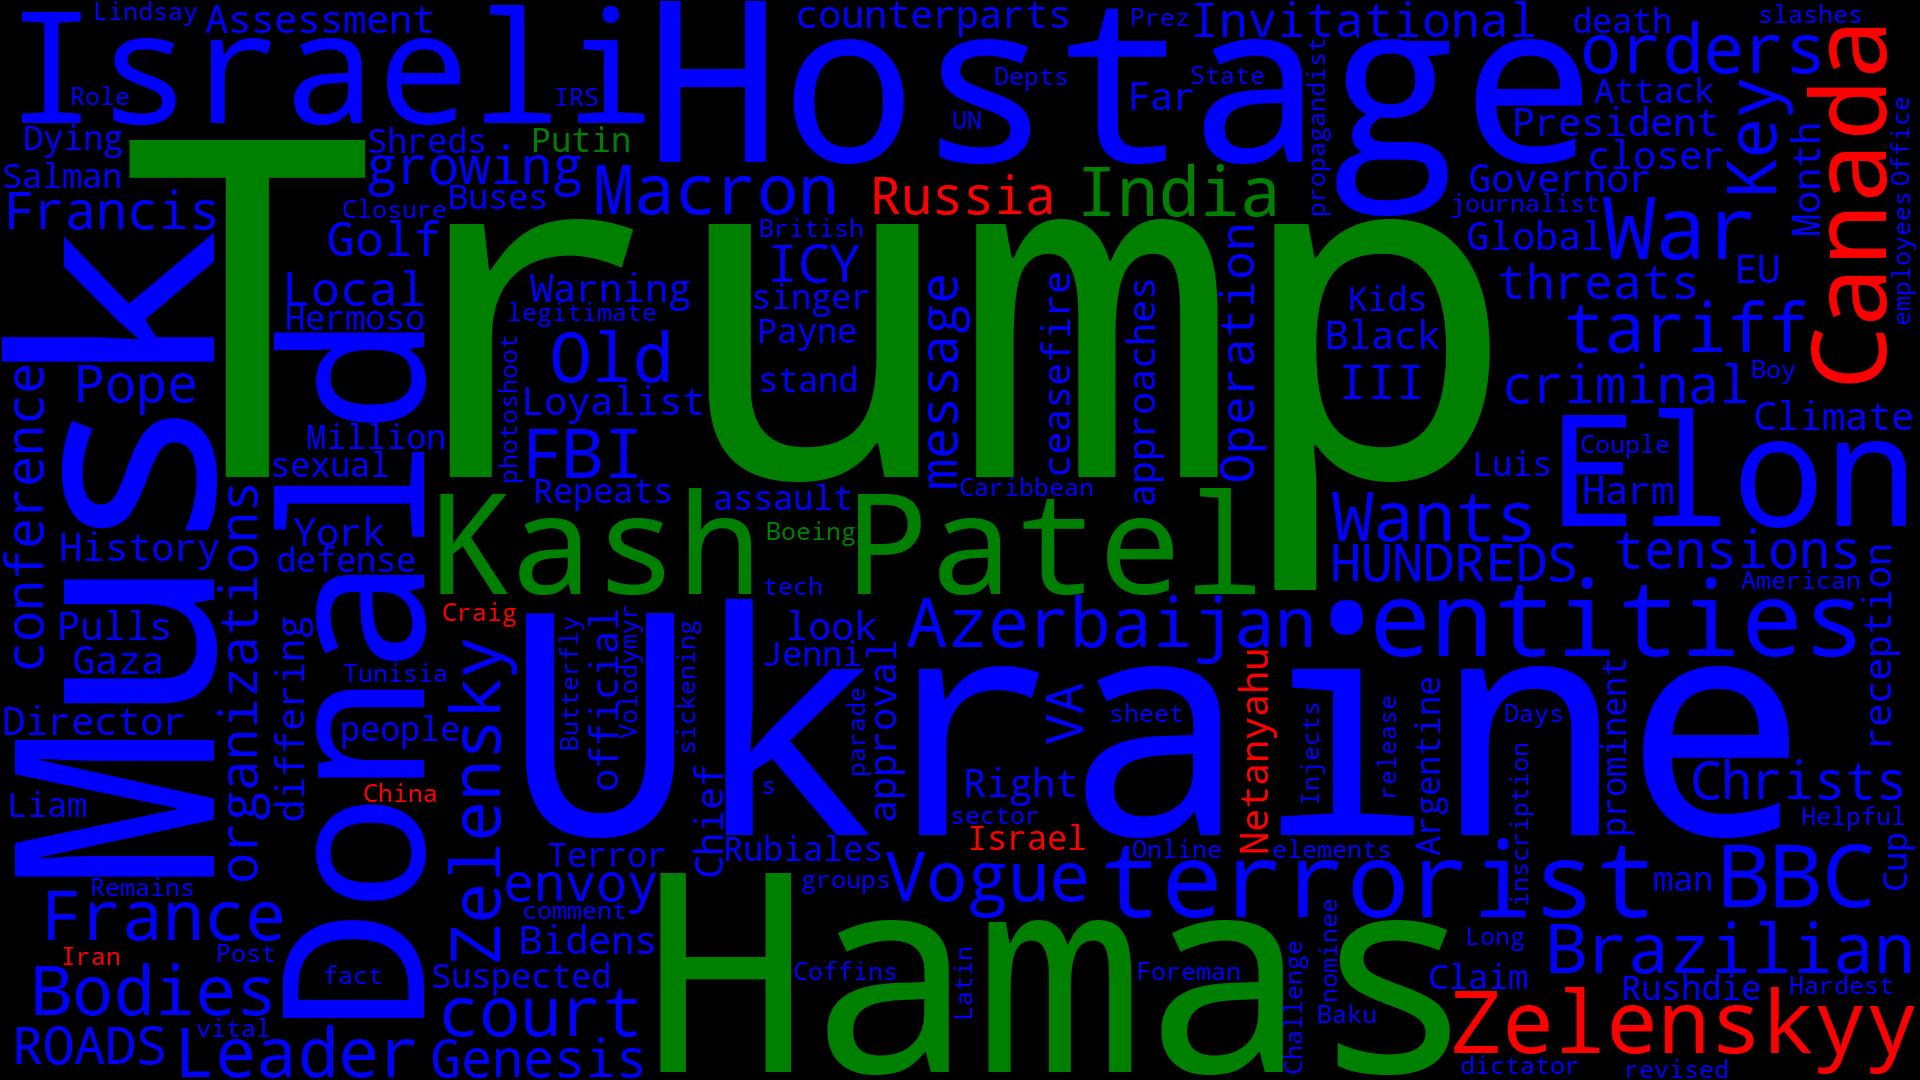 Lindsay
Assessment
counterparts
Prez
Invitational
death
slashes
Israeli
Hostage
orders
Canada
Role
IRS
Depts
Far
State
propagandist
Attack
Key
UN
President
Month
Office
employees
Dying
Shreds
Putin
closer
Salman
growing
Buses
Macron
Russia
India
Governor
Francis
Closure
journalist
War
Trump
Golf
British
Global
EU
Musk
Local
Hermoso
Warning
legitimate
ICY
singer
message
ceasefire
approaches
Operation
Kids
threats
tariff
Pope
Donald
photoshoot
Old
Payne
Black
conference
Loyalist
stand
III
criminal
Boy
Million
FBI
Elon
Climate
sexual
Repeats
assault
Caribbean
Luis
Couple
Harm
History
organizations
York
defense
Kash Patel
Boeing
Wants
HUNDREDS
tensions
tech
American
reception
Pulls
differing
Craig
Butterfly
official
Volodymyr
sickening
look
Azerbaijan
•entities
Gaza
Tunisia
Zelensky
Ukraine
Jenni
approval
VA
Netanyahu
Director
people
parade
sheet
Injects
release
Argentine
Days
prominent
Liam
China
Chief
s
Right
sector
inscription
Christs
Helpful
Terror
Rubiales
Israel
Online
elements
Cup
Remains
France
envoy
groups
Vogue
terrorist
man
BBC
comment
Hamas
Bnominee
Long
Brazilian
Iran
Post
Bidens
Bodies
fact
Suspected
Coffins
Latin
Foreman
Challenge
Claim
Rushdie
Hardest
ROADS
vital
Leader
court
Genesis
Baku
Zelenskyy
dictator
revised